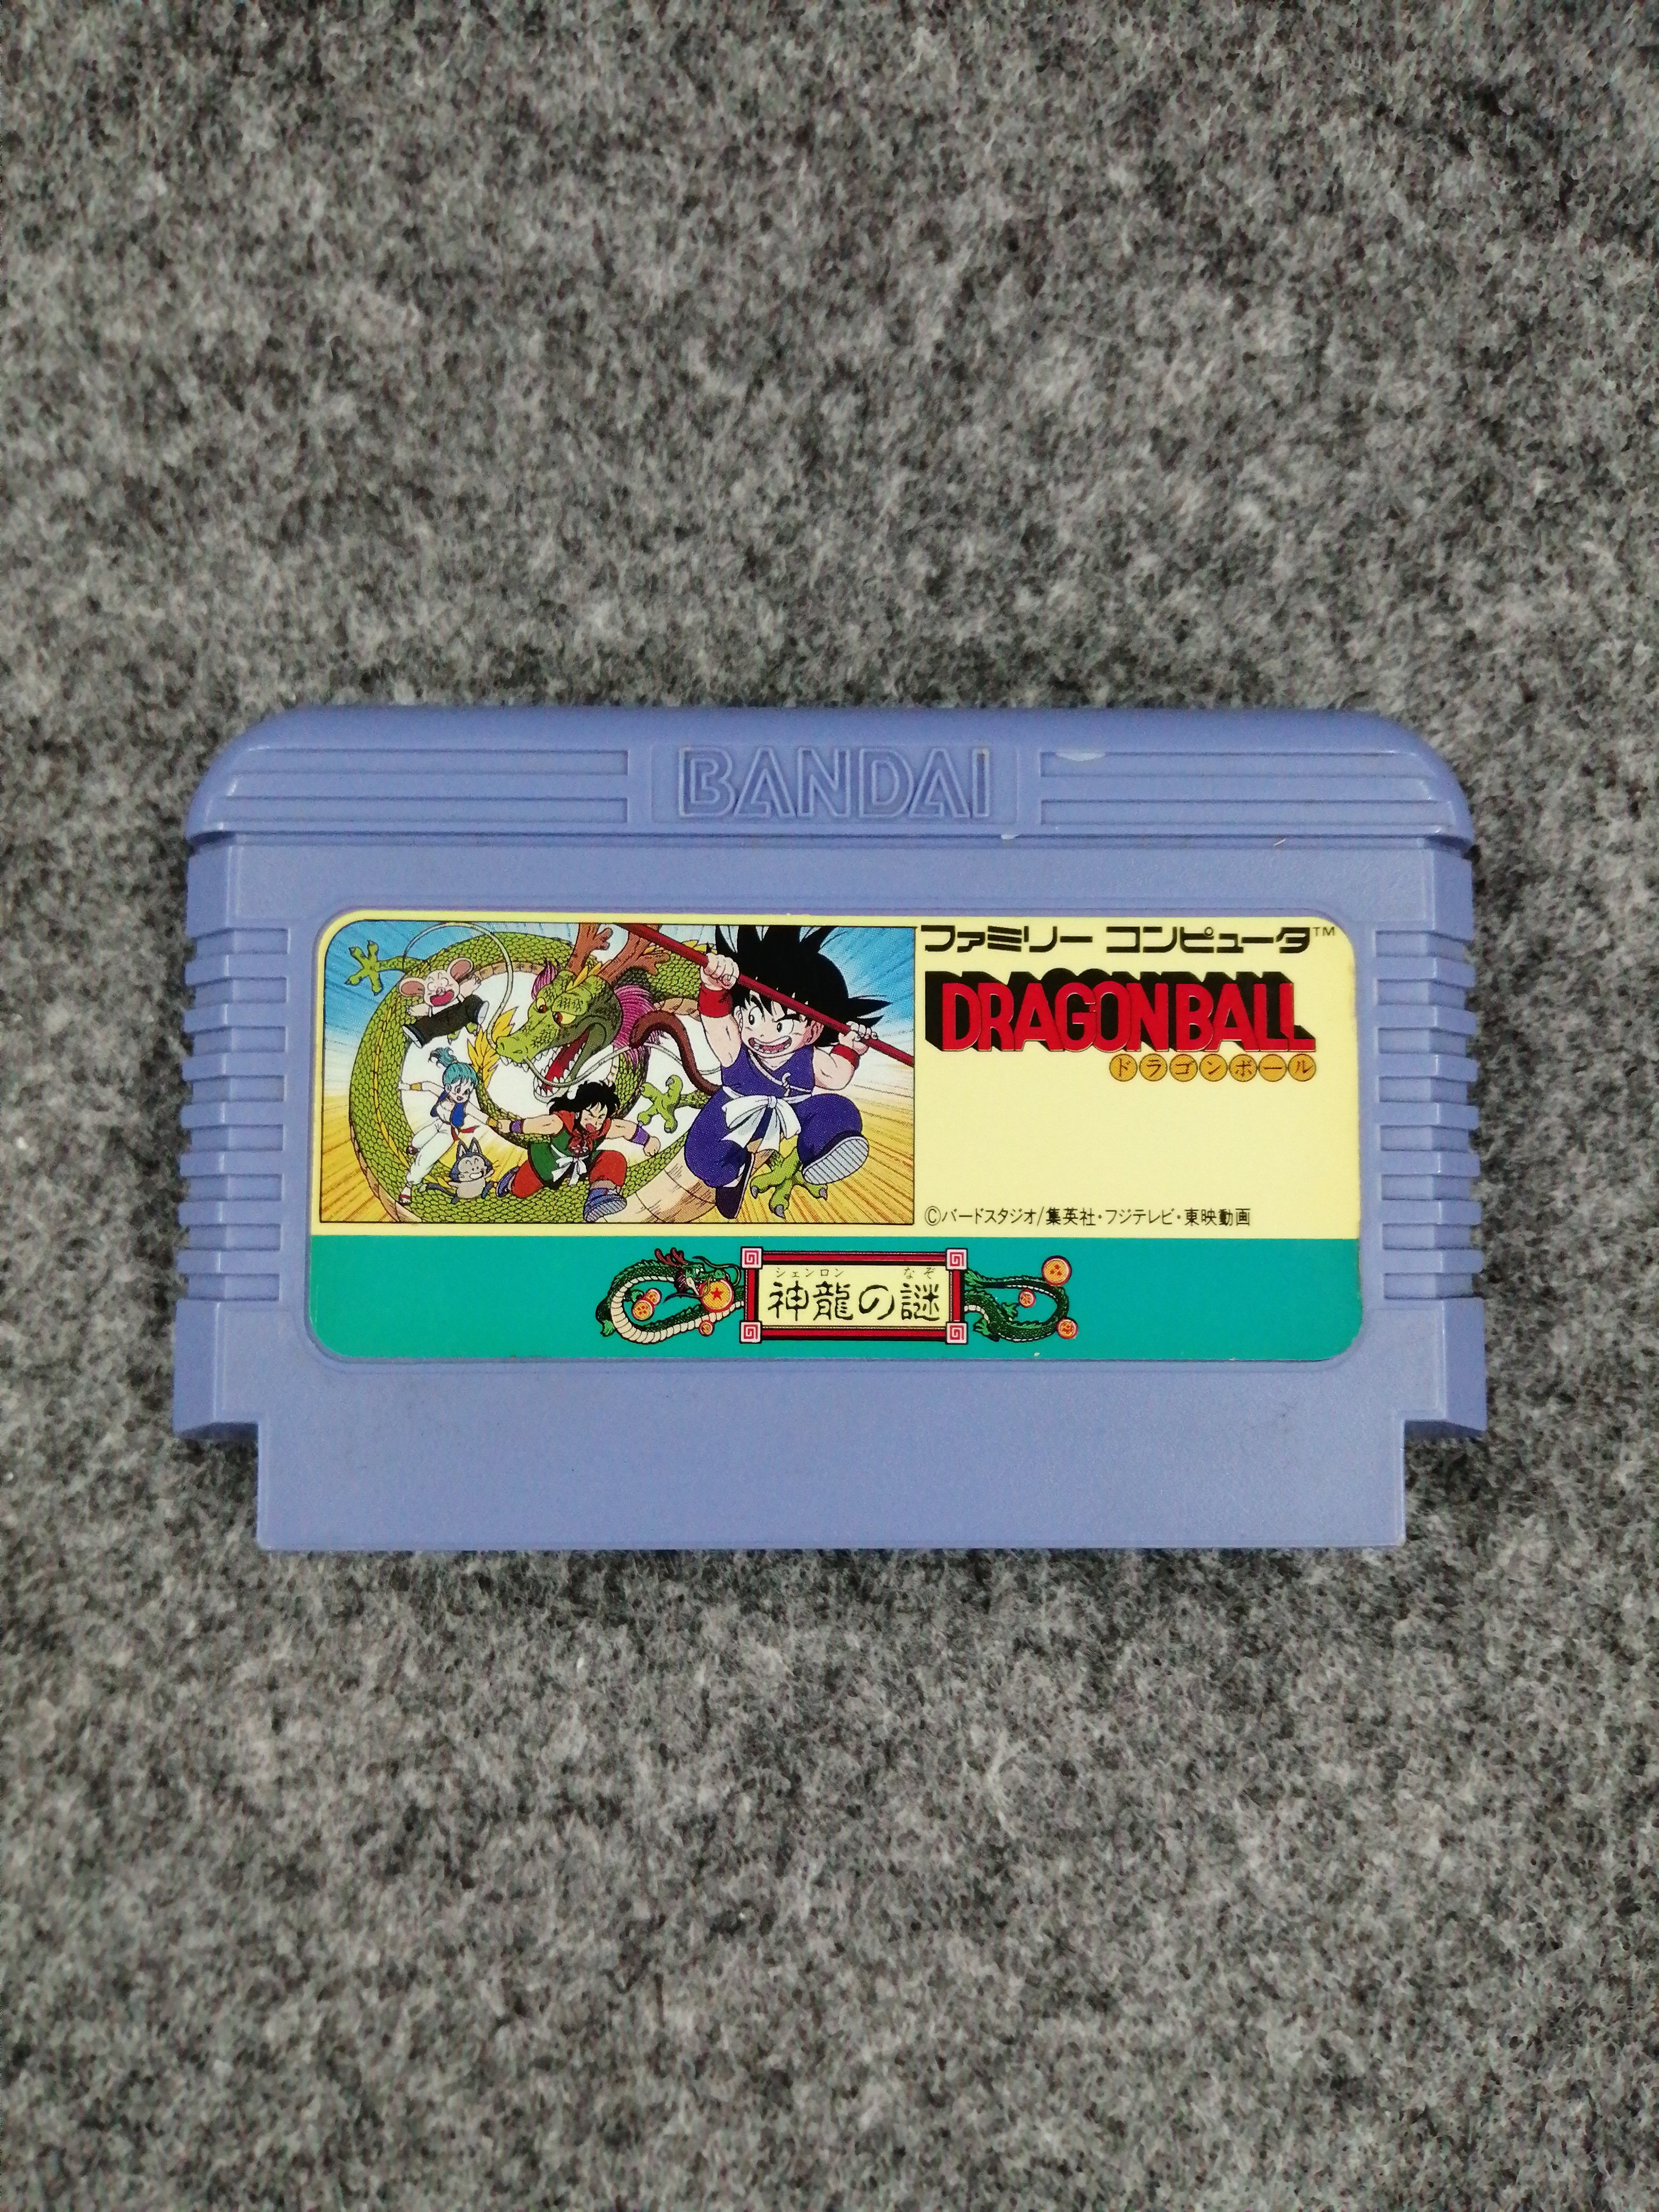 BANDAI
ファミリー コンピュータ™
DRAGON BALL
ドラゴンボール
©バードスタジオ/集英社・フジテレビ・東映動画
シェンロン なぞ
神龍の謎